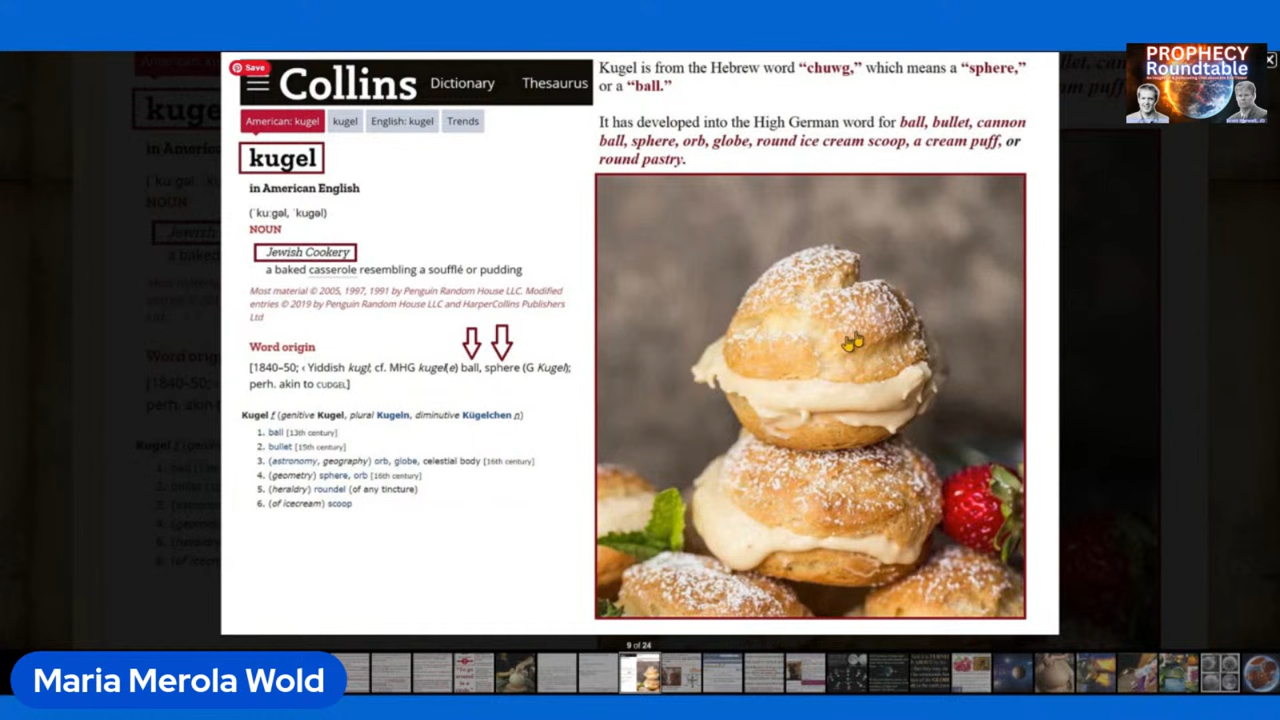 PROPHECY
Roundtable
Save
Collins
Dictionary
Thesaurus
American: kugel
kugel
English: kugel
Trends
kugel
in American English
(ˈkuːgəl, ˈkugəl)
NOUN
Jewish Cookery
a baked casserole resembling a soufflé or pudding
Most material © 2005, 1997, 1991 by Penguin Random House LLC. Modified
entries © 2019 by Penguin Random House LLC and HarperCollins Publishers
Ltd
Word origin
[1840–50; ‹ Yiddish kugl; cf. MHG kugel(e) ball, sphere (G Kugel);
perh. akin to CUDGEL]
Kugel f (genitive Kugel, plural Kugeln, diminutive Kügelchen n)
1. ball [13th century]
2. bullet [15th century]
3. (astronomy, geography) orb, globe, celestial body [16th century]
4. (geometry) sphere, orb [16th century]
5. (heraldry) roundel (of any tincture)
6. (of icecream) scoop
Kugel is from the Hebrew word “chuwg,” which means a “sphere,”
or a “ball.”
It has developed into the High German word for ball, bullet, cannon
ball, sphere, orb, globe, round ice cream scoop, a cream puff, or
round pastry.
9 of 24
Maria Merola Wold